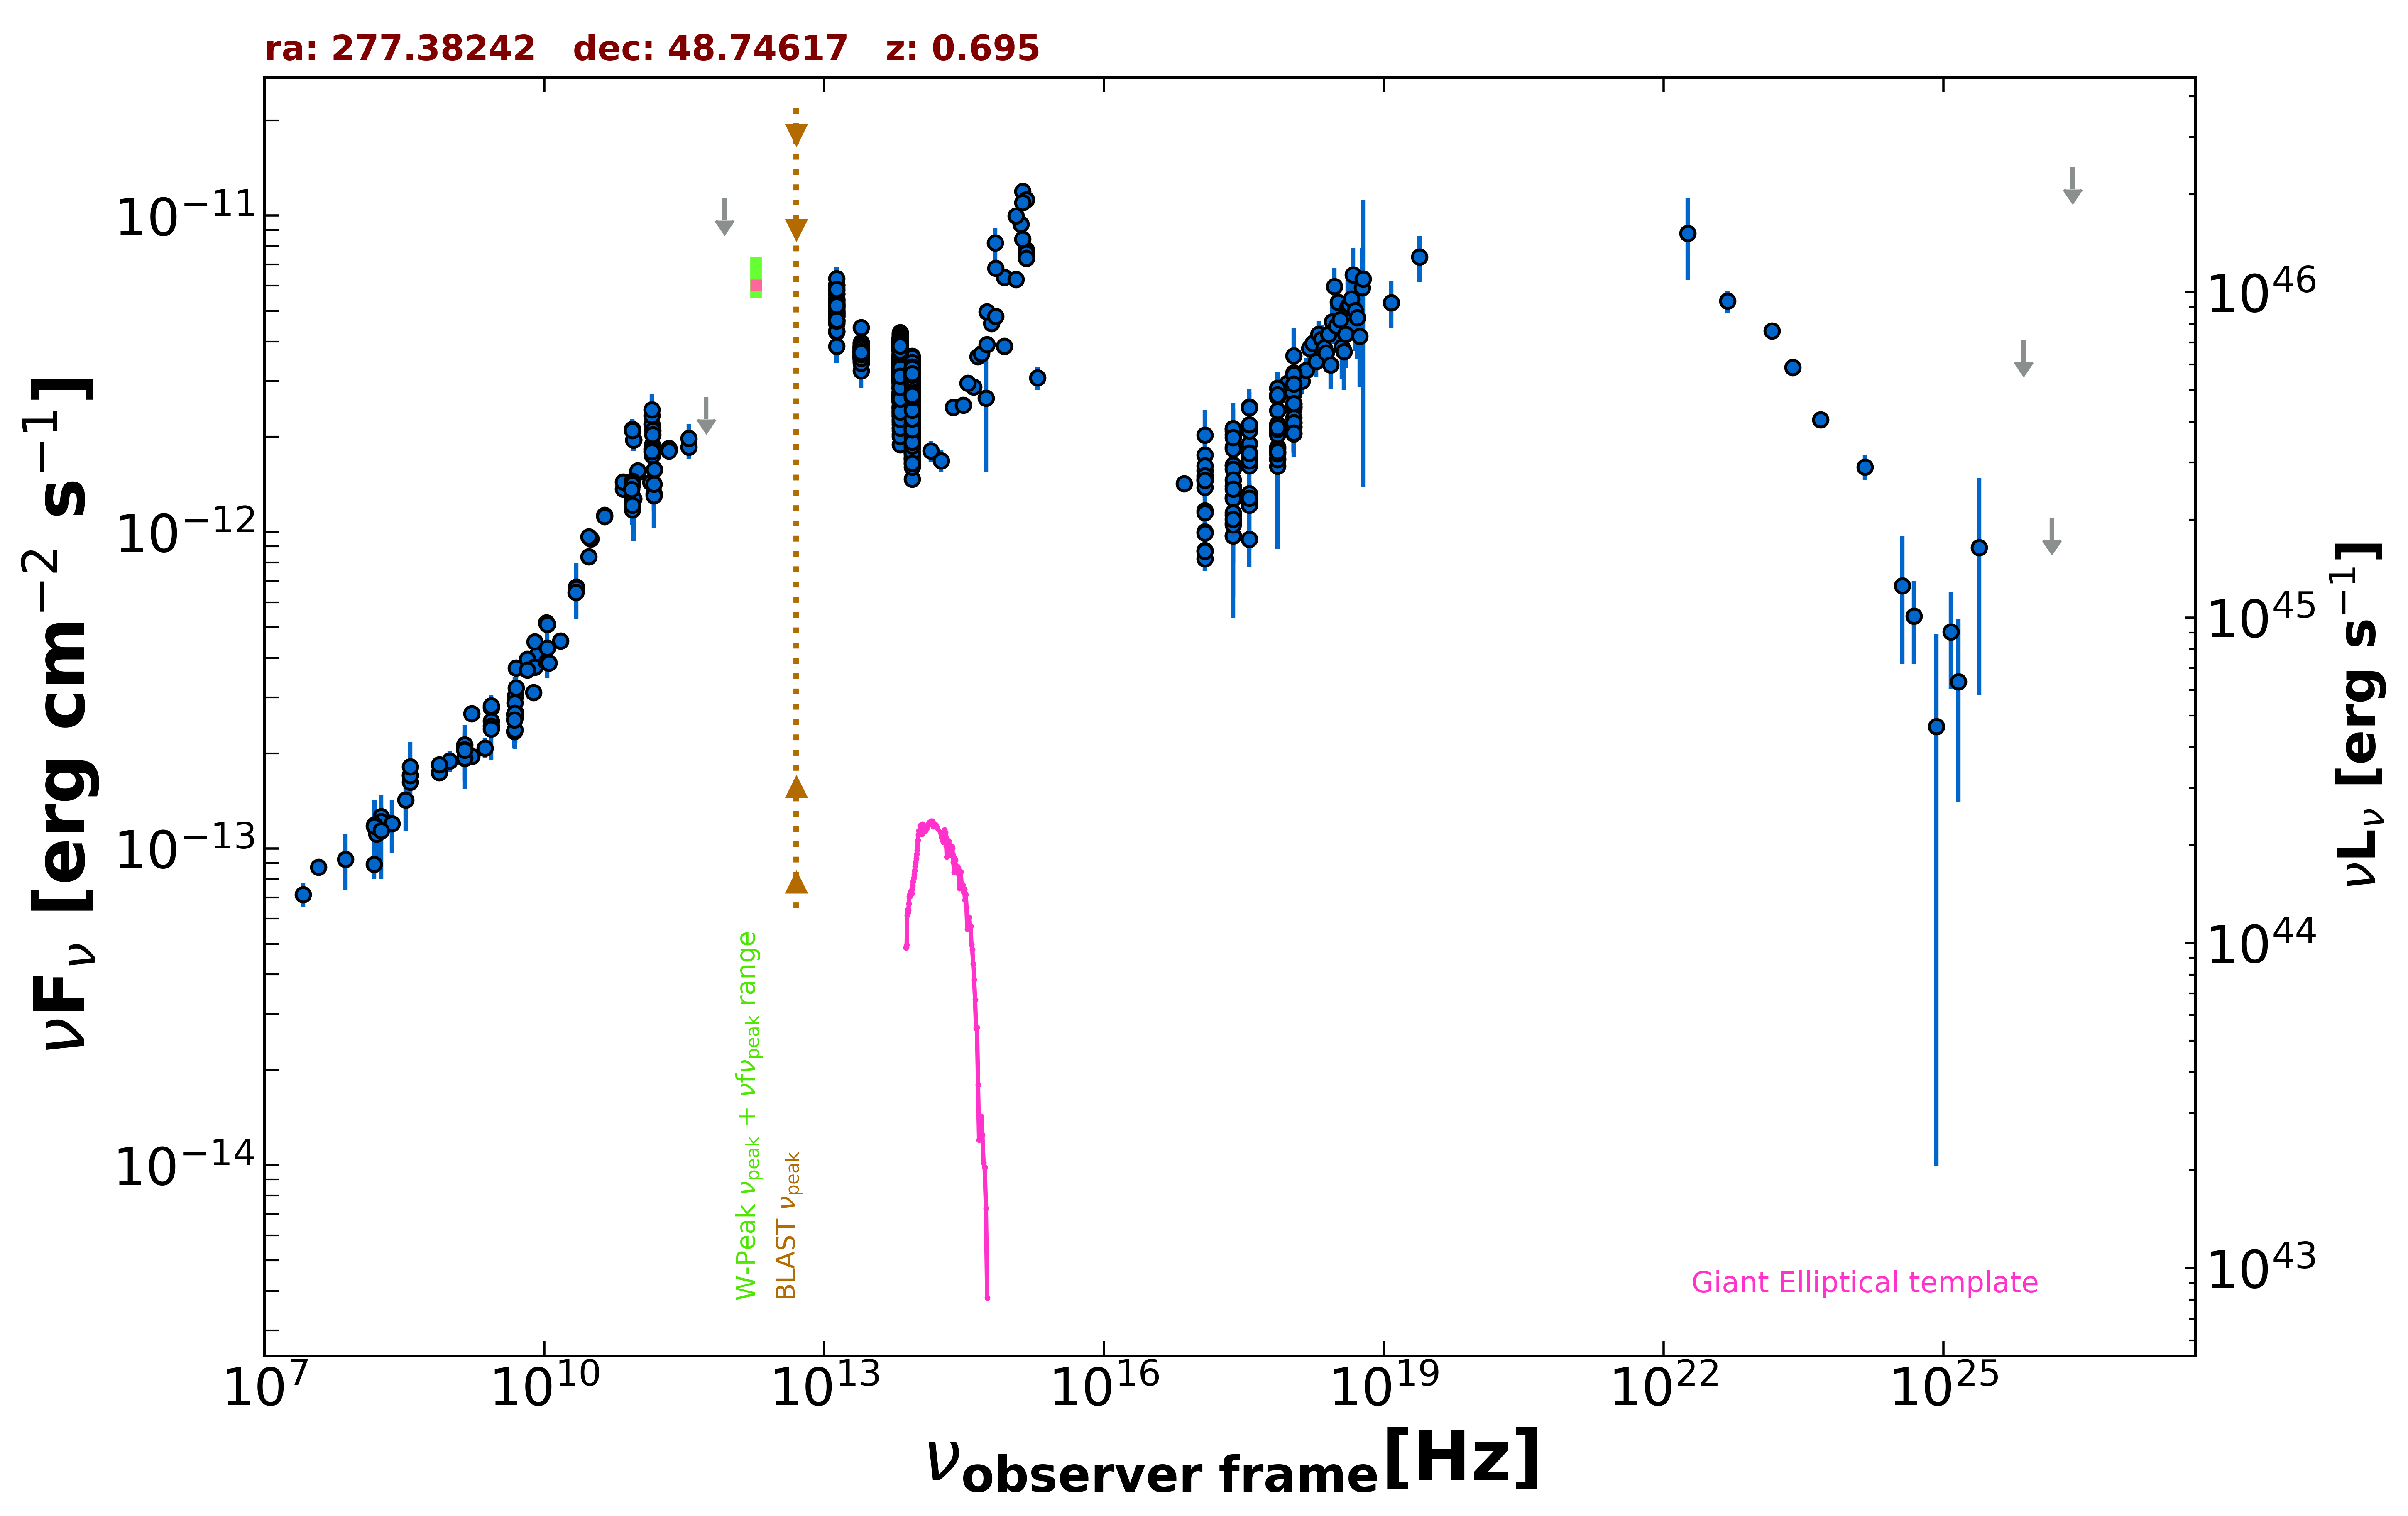 ra: 277.38242 dec: 48.74617 z: 0.695
νF_ν [erg cm⁻² s⁻¹]
10⁻¹¹
10⁻¹²
10⁻¹³
10⁻¹⁴
10⁴⁶
10⁴⁵
10⁴⁴
10⁴³
νL_ν [erg s⁻¹]
W-Peak ν_peak + νfν_peak range
BLAST ν_peak
Giant Elliptical template
10⁷
10¹⁰
10¹³
10¹⁶
10¹⁹
10²²
10²⁵
ν_observer frame [Hz]